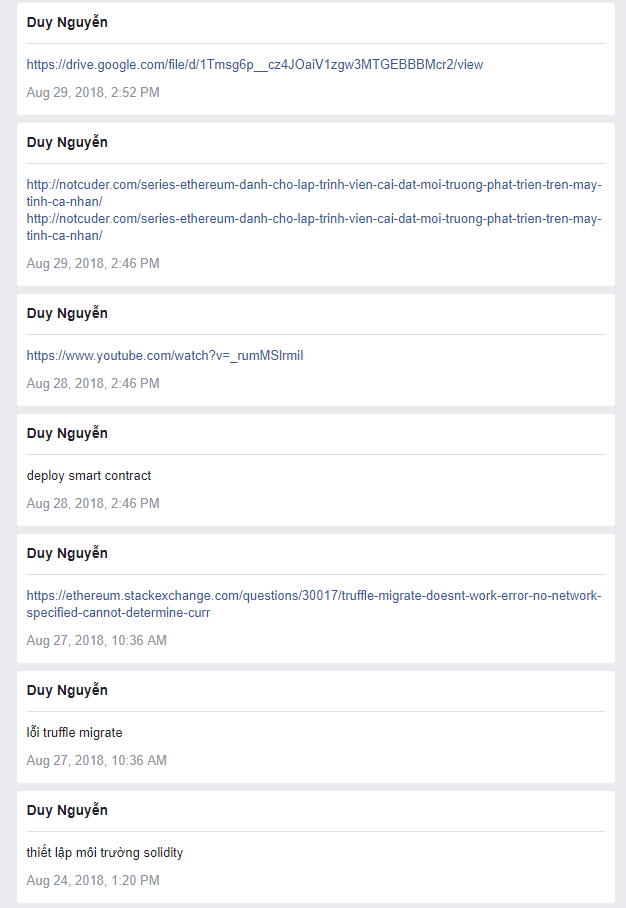 Duy Nguyễn
https://drive.google.com/file/d/1Tmsg6p__cz4JOaiV1zgw3MTGEBBBMcr2/view
Aug 29, 2018, 2:52 PM
Duy Nguyễn
http://notcuder.com/series-ethereum-danh-cho-lap-trinh-vien-cai-dat-moi-truong-phat-trien-tren-may-
tinh-ca-nhan/
http://notcuder.com/series-ethereum-danh-cho-lap-trinh-vien-cai-dat-moi-truong-phat-trien-tren-may-
tinh-ca-nhan/
Aug 29, 2018, 2:46 PM
Duy Nguyễn
https://www.youtube.com/watch?v=_rumMSlrmiI
Aug 28, 2018, 2:46 PM
Duy Nguyễn
deploy smart contract
Aug 28, 2018, 2:46 PM
Duy Nguyễn
https://ethereum.stackexchange.com/questions/30017/truffle-migrate-doesnt-work-error-no-network-
specified-cannot-determine-curr
Aug 27, 2018, 10:36 AM
Duy Nguyễn
lỗi truffle migrate
Aug 27, 2018, 10:36 AM
Duy Nguyễn
thiết lập môi trường solidity
Aug 24, 2018, 1:20 PM